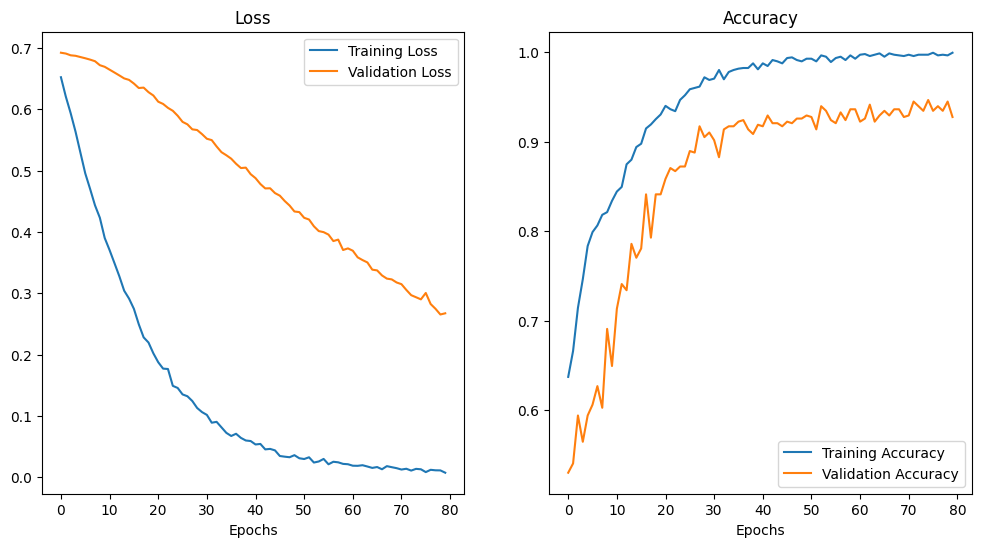 Loss
Training Loss
Validation Loss
0.7
0.6
0.5
0.4
0.3
0.2
0.1
0.0
0 10 20 30 40 50 60 70 80
Epochs
Accuracy
1.0
0.9
0.8
0.7
0.6
Training Accuracy
Validation Accuracy
0 10 20 30 40 50 60 70 80
Epochs